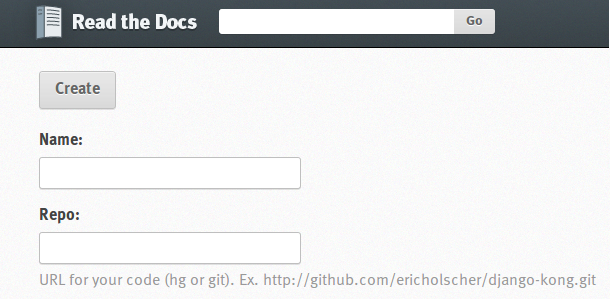 Read the Docs
Go
Create
Name:
Repo:
URL for your code (hg or git). Ex. http://github.com/ericholscher/django-kong.git